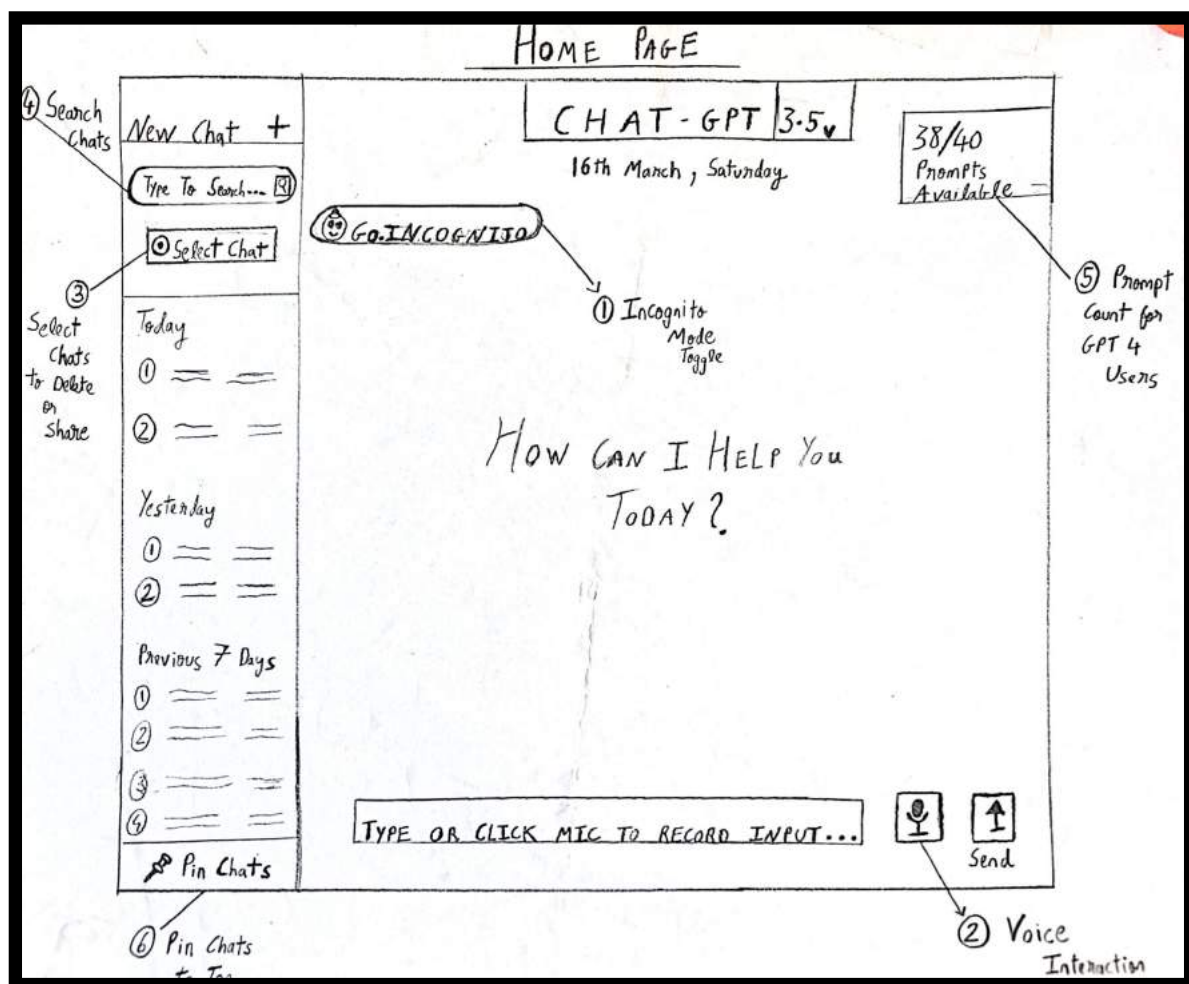 HOME PAGE
④ Search
Chats
New Chat +
Type To Search...
Select Chat
③
Select
Chats
to Delete
or
Share
Today
①
②
Yesterday
①
②
Previous 7 Days
①
②
③
④
Pin Chats
⑥ Pin Chats
to Top
CHAT-GPT 3.5
16th March, Saturday
GO.INCOGNITO
① Incognito
Mode
Toggle
38/40
Prompts
Available
⑤ Prompt
Count for
GPT 4
Users
HOW CAN I HELP YOU
TODAY?
TYPE OR CLICK MIC TO RECORD INPUT...
Send
② Voice
Interaction